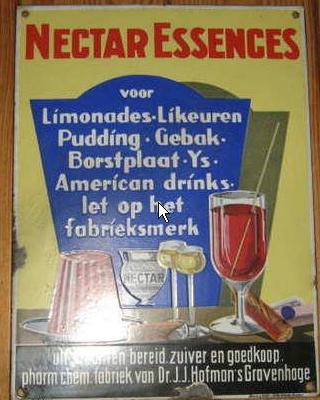 NECTAR ESSENCES
voor
Limonades·Likeuren
Pudding·Gebak·
Borstplaat·Ys·
American drinks·
let op het
fabrieksmerk
NECTAR
uit bereid. zuiver en goedkoop.
pharm chem. fabriek van Dr. J.J. Hofman's Gravenhage